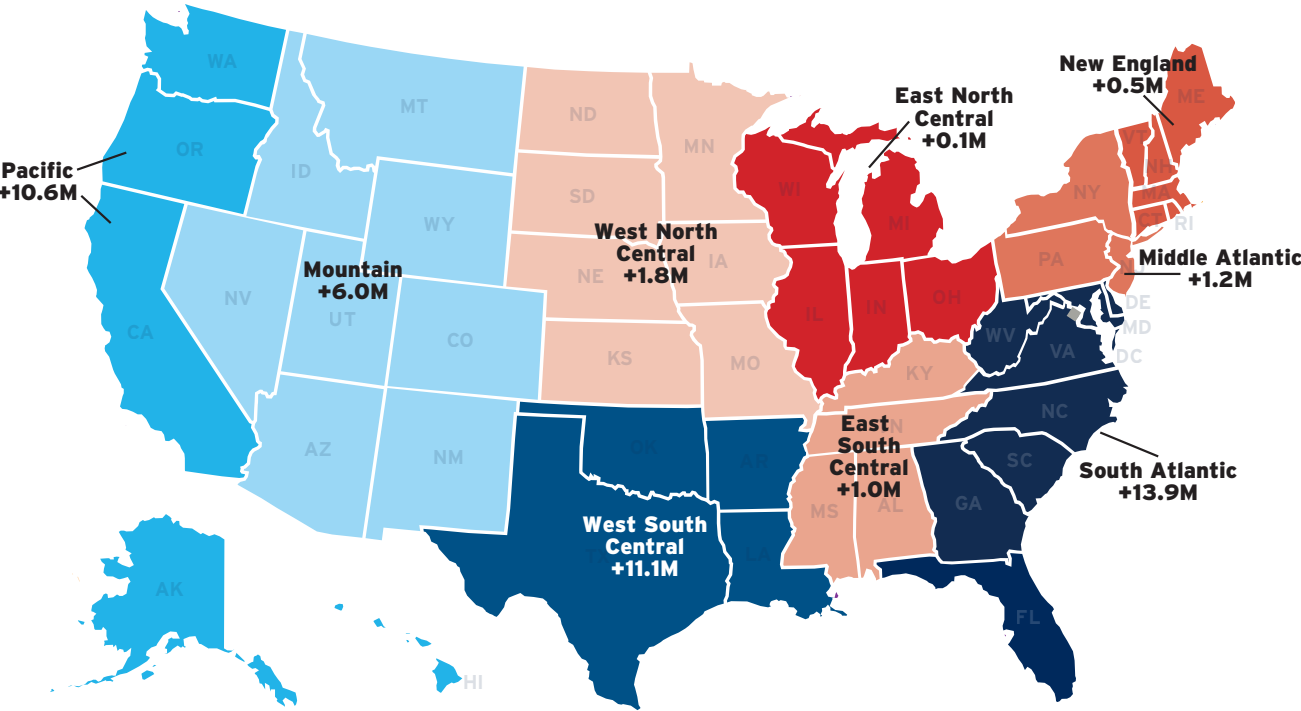 WA
OR
CA
AK
HI
Pacific
+10.6M
ID
MT
WY
NV
UT
CO
AZ
NM
Mountain
+6.0M
ND
SD
NE
KS
MN
IA
MO
West North
Central
+1.8M
OK
AR
TX
LA
West South
Central
+11.1M
WI
MI
IL
IN
OH
East North
Central
+0.1M
KY
TN
MS
AL
East
South
Central
+1.0M
WV
VA
NC
SC
GA
FL
DE
MD
DC
South Atlantic
+13.9M
NY
PA
NJ
Middle Atlantic
+1.2M
ME
VT
NH
MA
CT
RI
New England
+0.5M